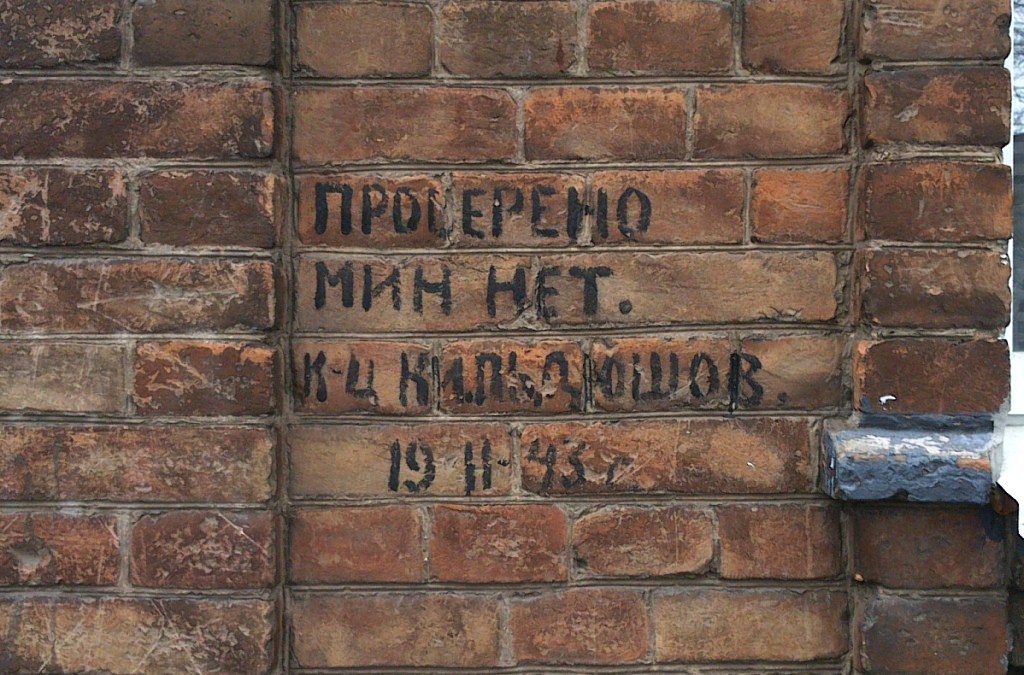 ПРОВЕРЕНО
МИН НЕТ.
К-Ц КИЛЬДЮШОВ.
19 II-43 г